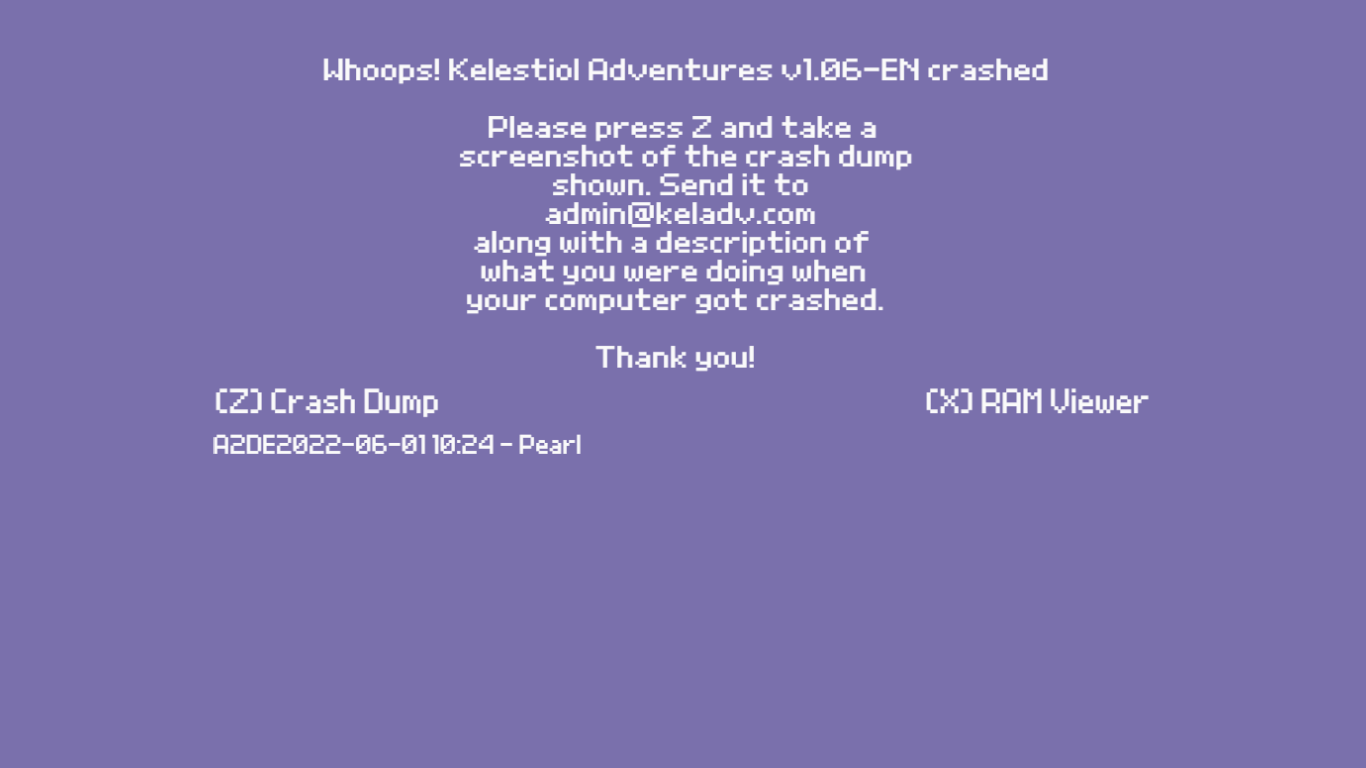 Whoops! Kelestiol Adventures v1.06-EN crashed
Please press Z and take a
screenshot of the crash dump
shown. Send it to
admin@keladv.com
along with a description of
what you were doing when
your computer got crashed.
Thank you!
(Z) Crash Dump
(X) RAM Viewer
A2DE2022-06-01 10:24 - Pearl